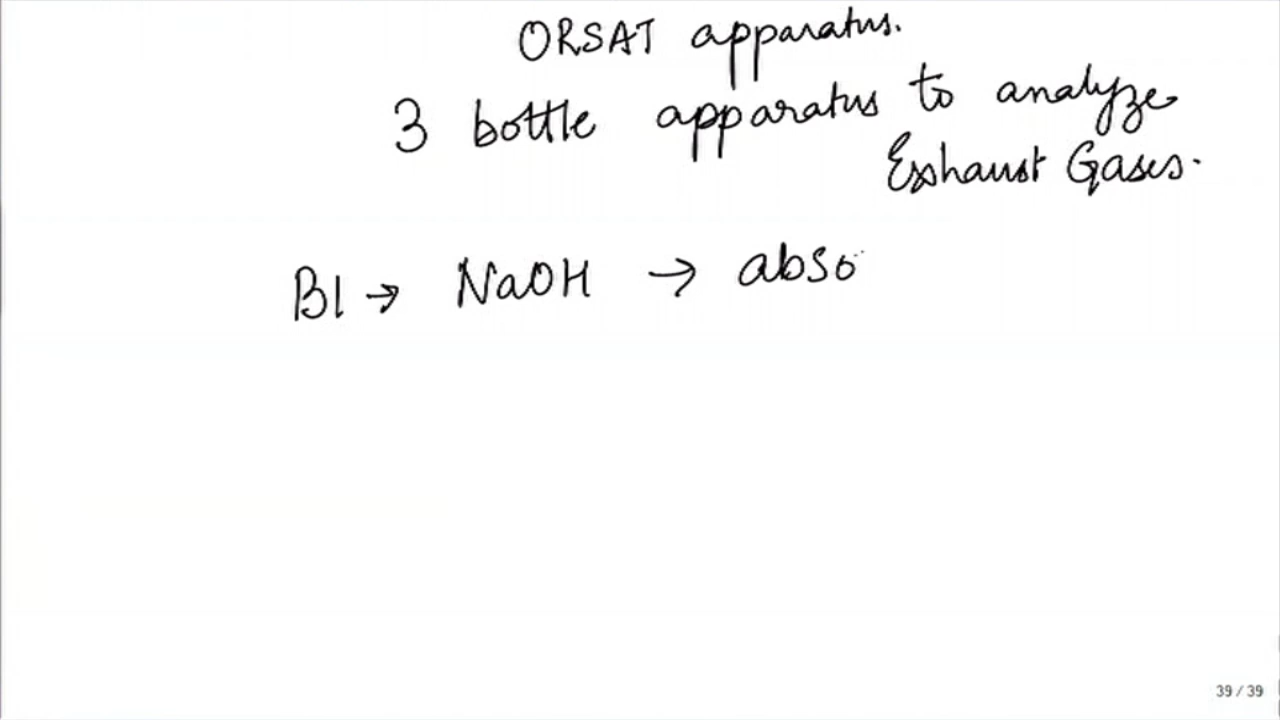 ORSAT apparatus.
3 bottle apparatus to analyze
Exhaust Gases.
B1 → NaOH → abso
39 / 39